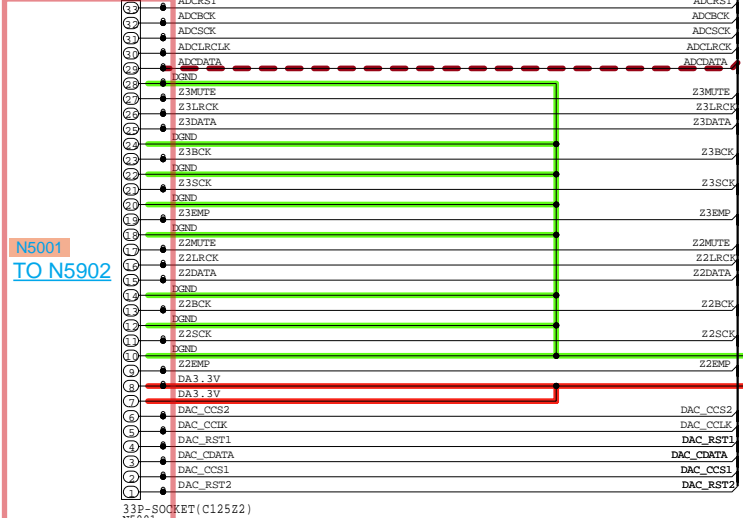 ADCRST ADCRST
33
ADCBCK ADCBCK
32
ADCSCK ADCSCK
31
ADCLRCLK ADCLRCK
30
ADCDATA ADCDATA
29
DGND
28
Z3MUTE Z3MUTE
27
Z3LRCK Z3LRCK
26
Z3DATA Z3DATA
25
DGND
24
Z3BCK Z3BCK
23
DGND
22
Z3SCK Z3SCK
21
DGND
20
Z3EMP Z3EMP
19
DGND
18
Z2MUTE Z2MUTE
17
N5001
Z2LRCK Z2LRCK
16
TO N5902
Z2DATA Z2DATA
15
DGND
14
Z2BCK Z2BCK
13
DGND
12
Z2SCK Z2SCK
11
DGND
10
Z2EMP Z2EMP
9
DA3.3V
8
DA3.3V
7
DAC_CCS2 DAC_CCS2
6
DAC_CCLK DAC_CCLK
5
DAC_RST1 DAC_RST1
4
DAC_CDATA DAC_CDATA
3
DAC_CCS1 DAC_CCS1
2
DAC_RST2 DAC_RST2
1
33P-SOCKET(C125Z2)
N5001